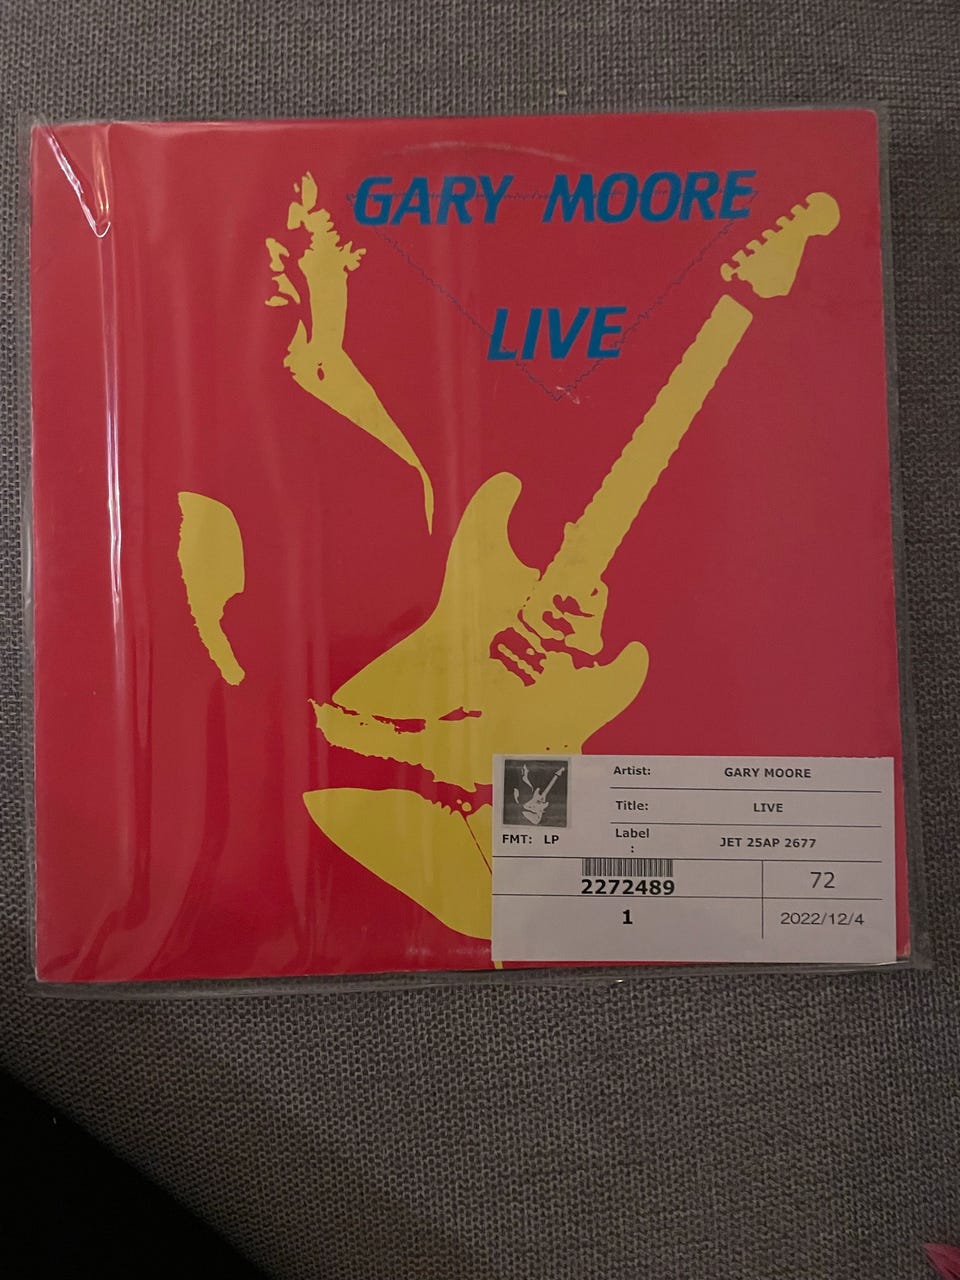 GARY MOORE
LIVE
Artist: GARY MOORE
Title: LIVE
FMT: LP
Label : JET 25AP 2677
2272489
72
1
2022/12/4